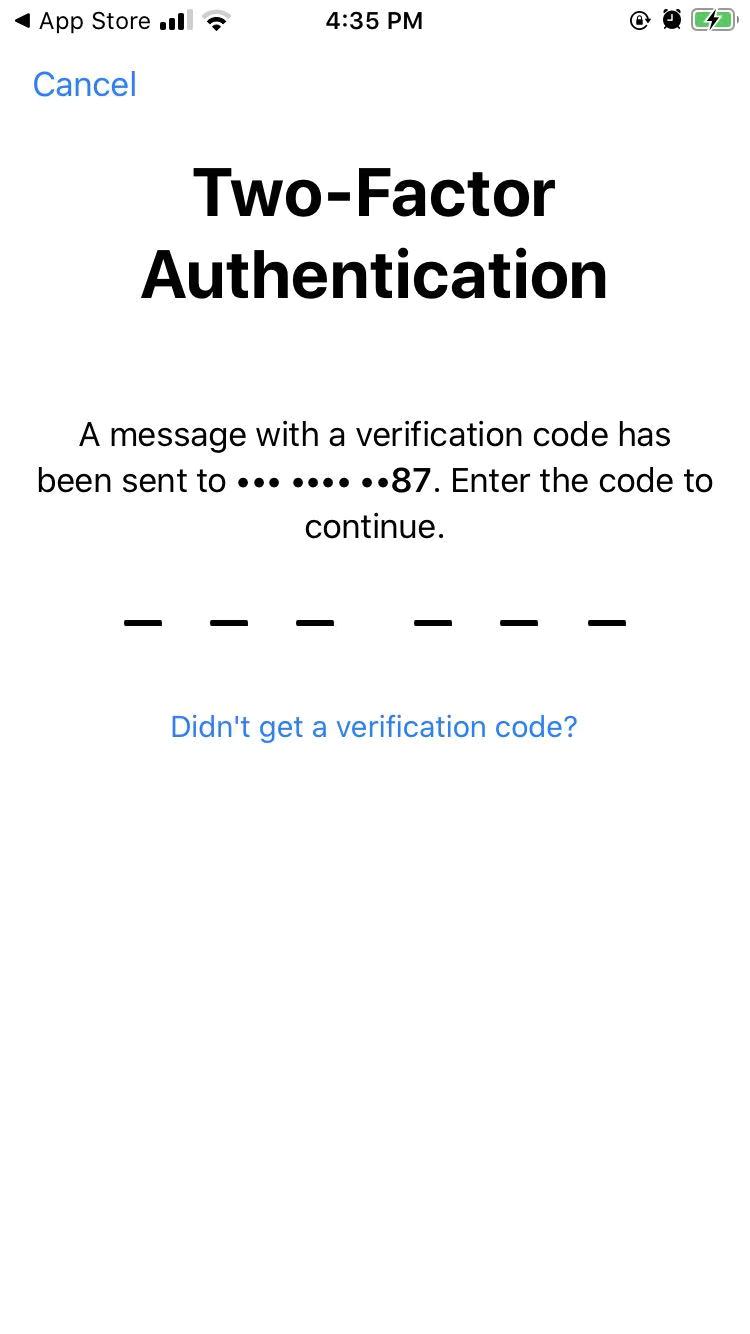 ◀ App Store 4:35 PM
Cancel
Two-Factor
Authentication
A message with a verification code has
been sent to ••• •••• ••87. Enter the code to
continue.
Didn't get a verification code?